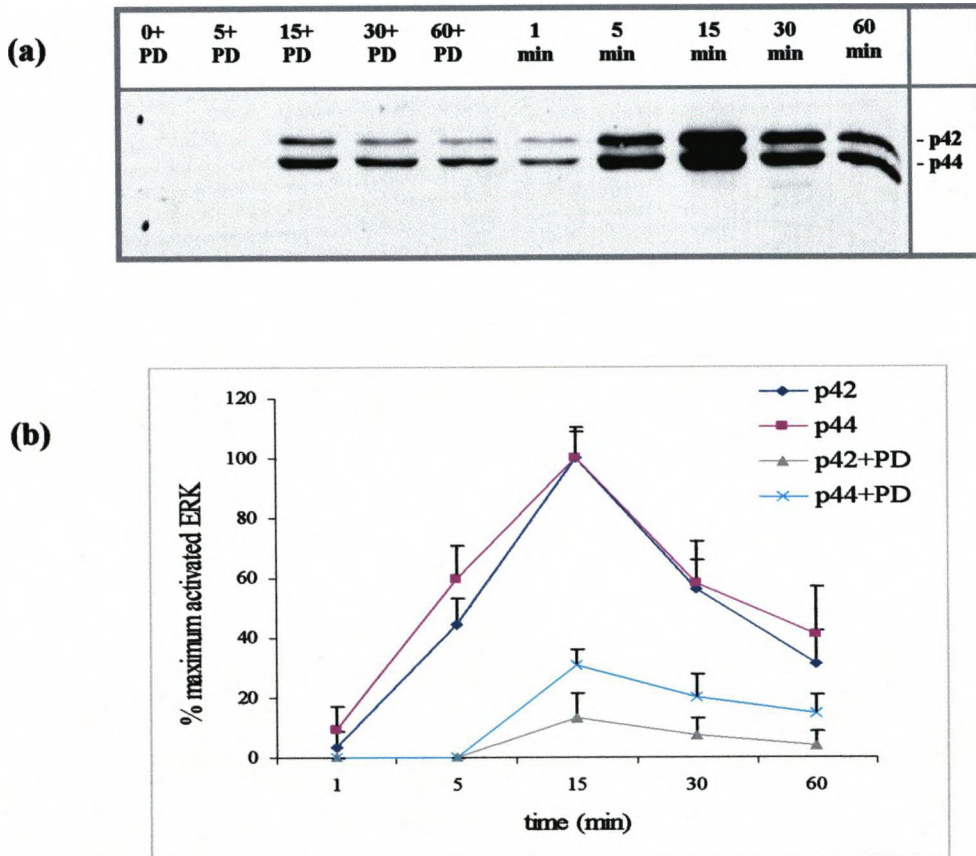 (a)
0+ 5+ 15+ 30+ 60+ 1 5 15 30 60
PD PD PD PD PD min min min min min
- p42
- p44
(b)
p42
p44
p42+PD
p44+PD
% maximum activated ERK
120
100
80
60
40
20
0
1 5 15 30 60
time (min)